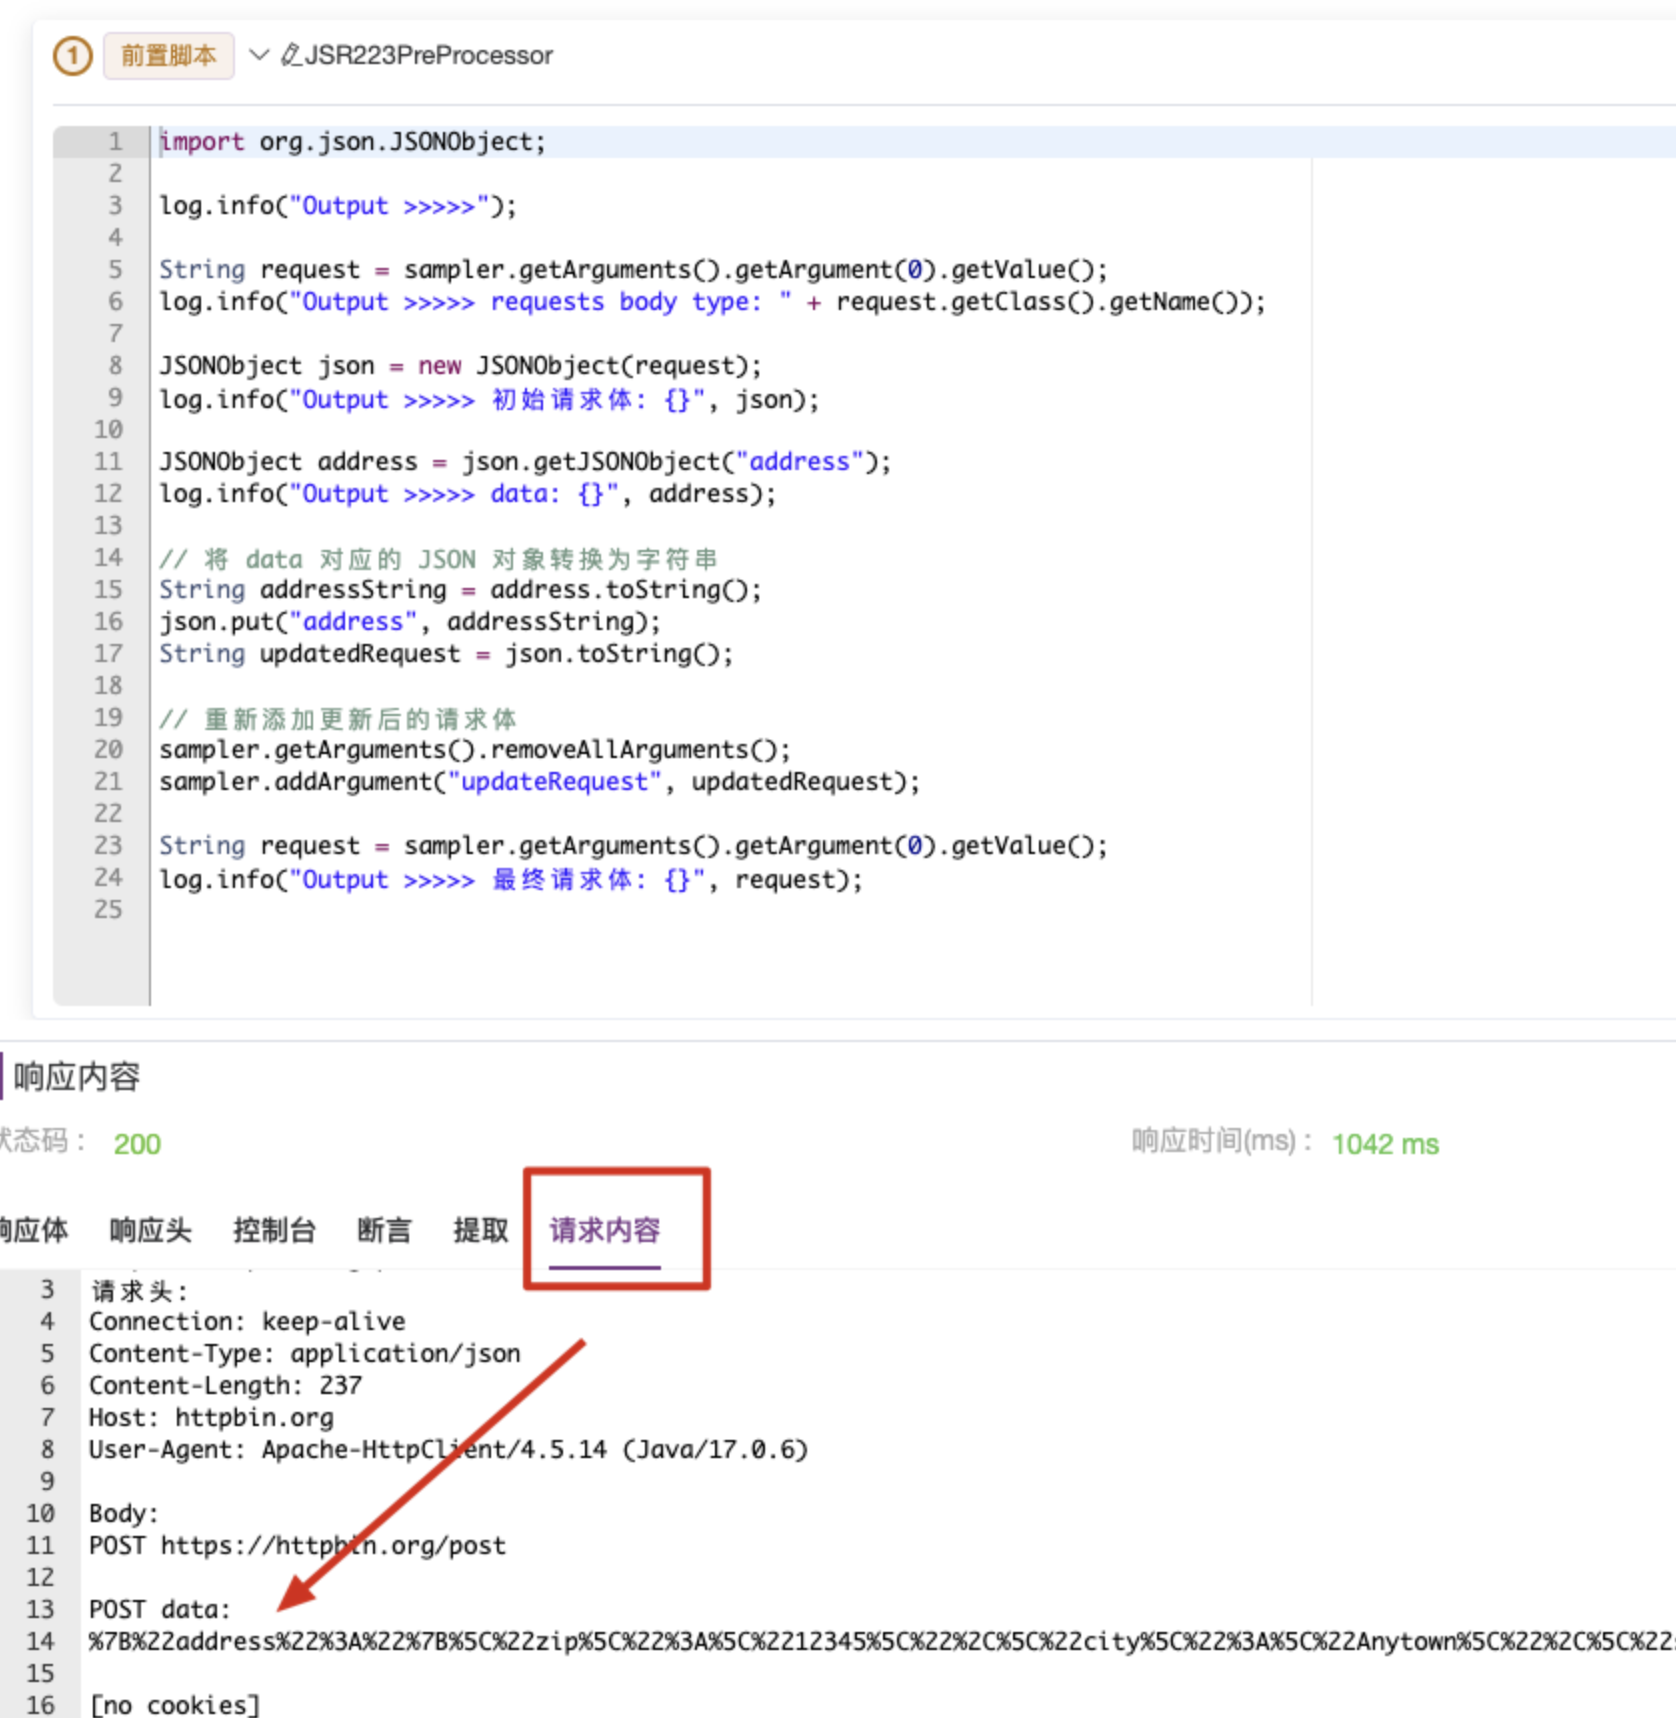 1 前置脚本 JSR223PreProcessor
1 import org.json.JSONObject;
2
3 log.info("Output >>>>>");
4
5 String request = sampler.getArguments().getArgument(0).getValue();
6 log.info("Output >>>>> requests body type: " + request.getClass().getName());
7
8 JSONObject json = new JSONObject(request);
9 log.info("Output >>>>> 初始请求体: {}", json);
10
11 JSONObject address = json.getJSONObject("address");
12 log.info("Output >>>>> data: {}", address);
13
14 // 将 data 对应的 JSON 对象转换为字符串
15 String addressString = address.toString();
16 json.put("address", addressString);
17 String updatedRequest = json.toString();
18
19 // 重新添加更新后的请求体
20 sampler.getArguments().removeAllArguments();
21 sampler.addArgument("updateRequest", updatedRequest);
22
23 String request = sampler.getArguments().getArgument(0).getValue();
24 log.info("Output >>>>> 最终请求体: {}", request);
25
响应内容
状态码: 200 响应时间(ms): 1042 ms
响应体 响应头 控制台 断言 提取 请求内容
3 请求头:
4 Connection: keep-alive
5 Content-Type: application/json
6 Content-Length: 237
7 Host: httpbin.org
8 User-Agent: Apache-HttpClient/4.5.14 (Java/17.0.6)
9
10 Body:
11 POST https://httpbin.org/post
12
13 POST data:
14 %7B%22address%22%3A%22%7B%5C%22zip%5C%22%3A%5C%2212345%5C%22%2C%5C%22city%5C%22%3A%5C%22Anytown%5C%22%2C%5C%22
15
16 [no cookies]